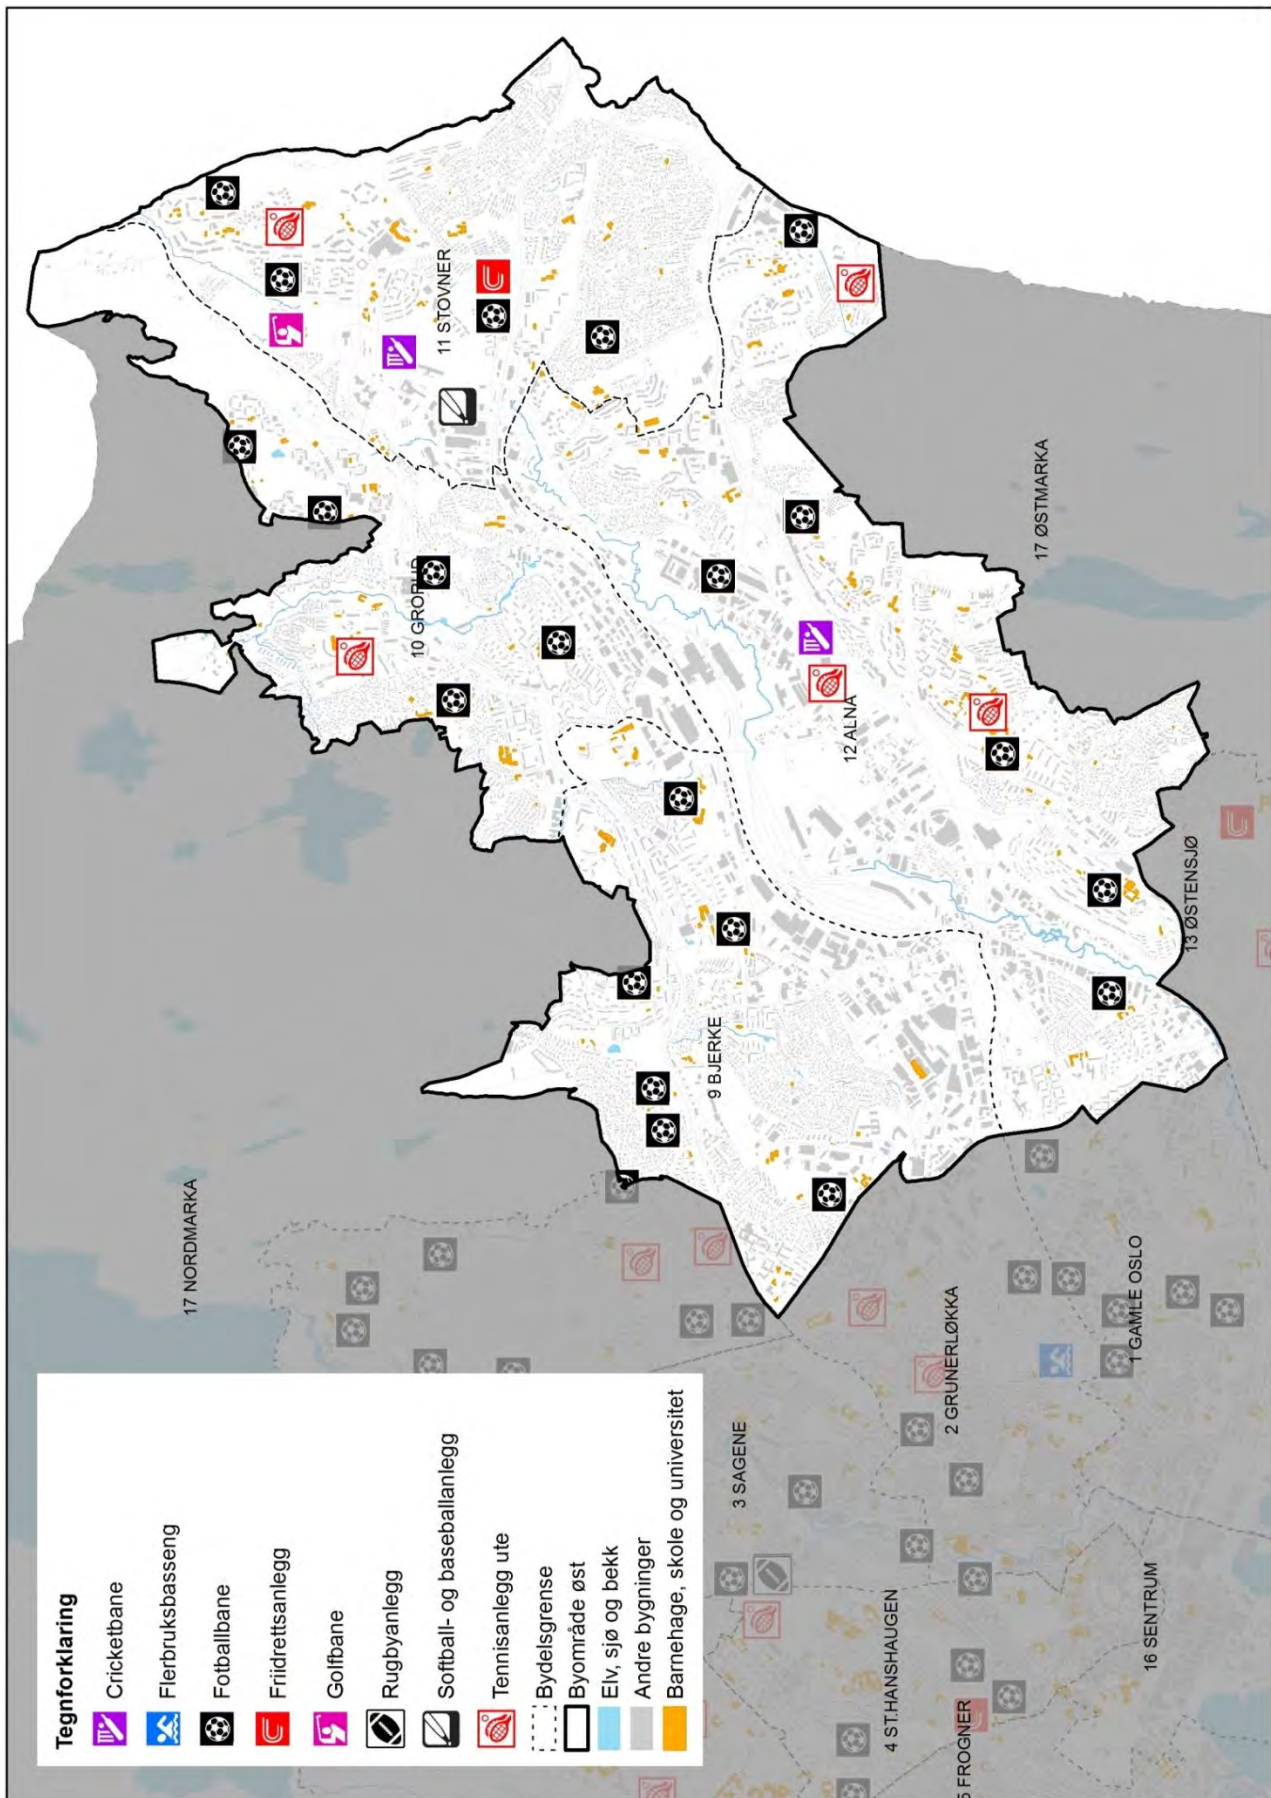 Tegnforklaring
Cricketbane
Flerbruksbasseng
Fotballbane
Friidrettsanlegg
Golfbane
Rugbyanlegg
Softball- og baseballanlegg
Tennisanlegg ute
Bydelsgrense
Byområde øst
Elv, sjø og bekk
Andre bygninger
Barnehage, skole og universitet
17 NORDMARKA
10 GRORUD
11 STOVNER
9 BJERKE
12 ALNA
17 ØSTMARKA
13 ØSTENSJØ
3 SAGENE
2 GRUNERLØKKA
1 GAMLE OSLO
4 ST.HANSHAUGEN
FROGNER
16 SENTRUM